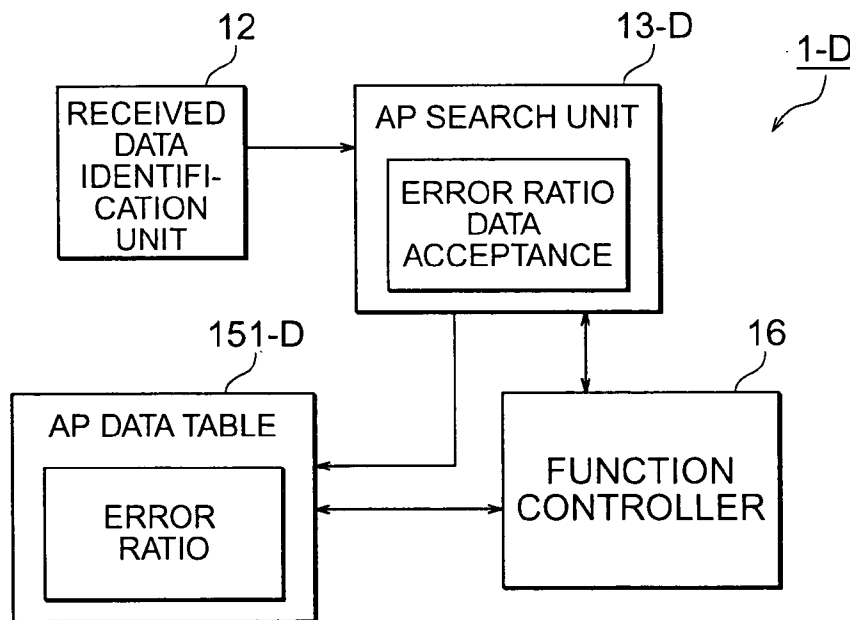 12
13-D
1-D
RECEIVED
DATA
IDENTIFI-
CATION
UNIT
AP SEARCH UNIT
ERROR RATIO
DATA
ACCEPTANCE
151-D
16
AP DATA TABLE
ERROR
RATIO
FUNCTION
CONTROLLER